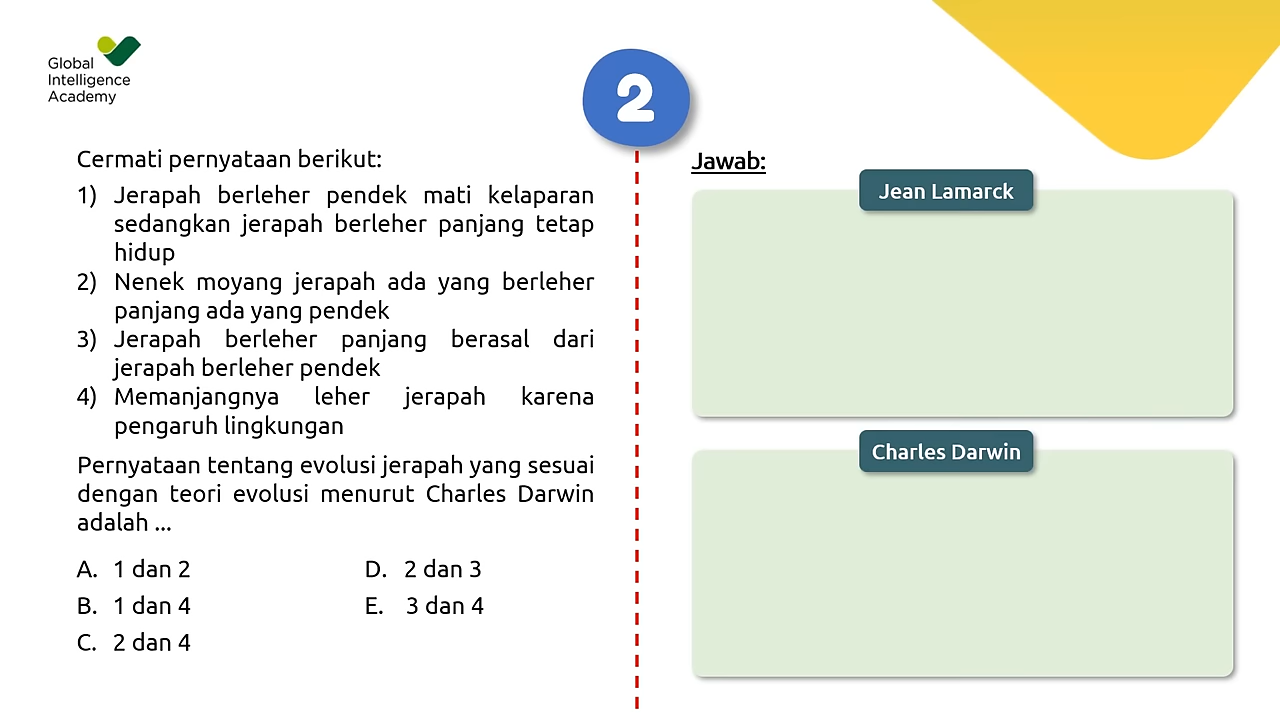 Global
Intelligence
Academy
2
Cermati pernyataan berikut:
1) Jerapah berleher pendek mati kelaparan
sedangkan jerapah berleher panjang tetap
hidup
2) Nenek moyang jerapah ada yang berleher
panjang ada yang pendek
3) Jerapah berleher panjang berasal dari
jerapah berleher pendek
4) Memanjangnya leher jerapah karena
pengaruh lingkungan
Pernyataan tentang evolusi jerapah yang sesuai
dengan teori evolusi menurut Charles Darwin
adalah ...
A. 1 dan 2
B. 1 dan 4
C. 2 dan 4
D. 2 dan 3
E. 3 dan 4
Jawab:
Jean Lamarck
Charles Darwin